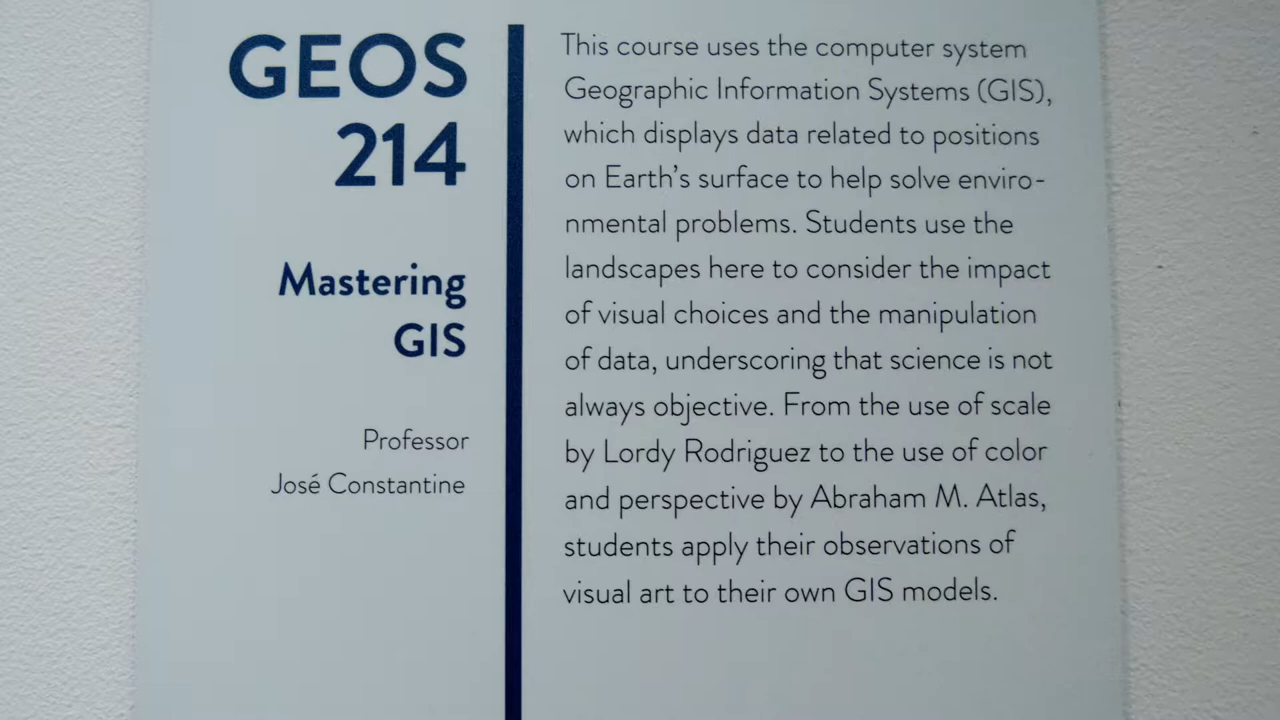 GEOS
214
Mastering
GIS
Professor
José Constantine
This course uses the computer system
Geographic Information Systems (GIS),
which displays data related to positions
on Earth's surface to help solve enviro-
nmental problems. Students use the
landscapes here to consider the impact
of visual choices and the manipulation
of data, underscoring that science is not
always objective. From the use of scale
by Lordy Rodriguez to the use of color
and perspective by Abraham M. Atlas,
students apply their observations of
visual art to their own GIS models.